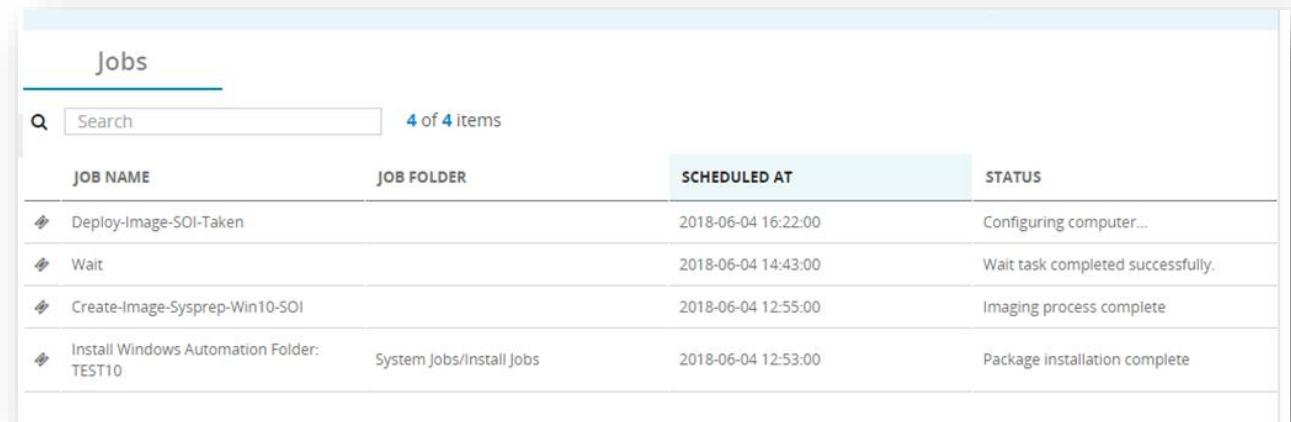 Jobs
Search
4 of 4 items
JOB NAME JOB FOLDER SCHEDULED AT STATUS
Deploy-Image-SOI-Taken 2018-06-04 16:22:00 Configuring computer...
Wait 2018-06-04 14:43:00 Wait task completed successfully.
Create-Image-Sysprep-Win10-SOI 2018-06-04 12:55:00 Imaging process complete
Install Windows Automation Folder:
TEST10 System Jobs/Install Jobs 2018-06-04 12:53:00 Package installation complete